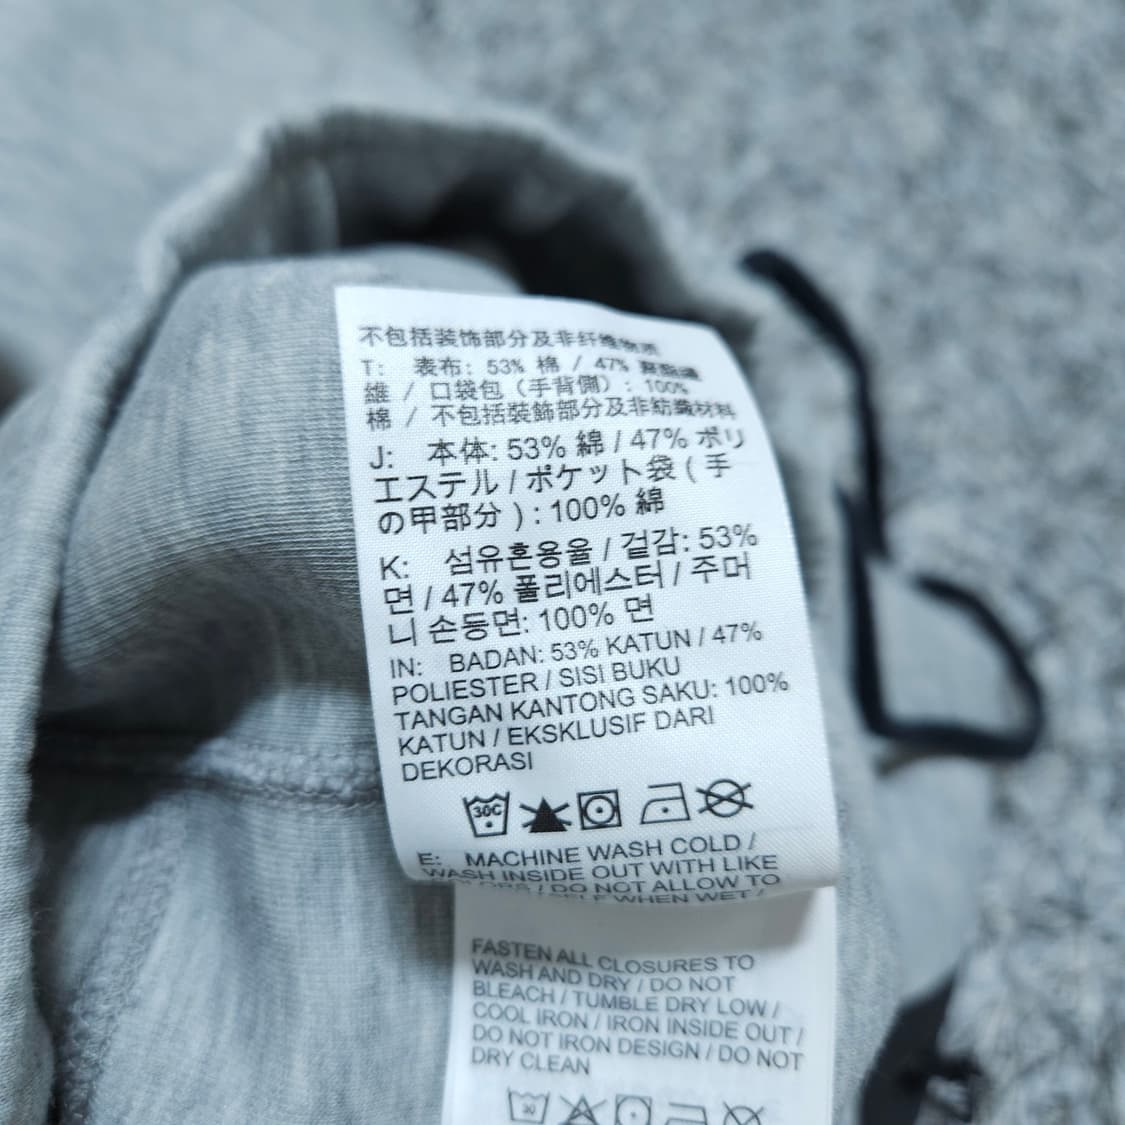 不包括装饰部分及非纤维物质
T: 表布: 53% 棉 / 47% 聚酯纖
維 / 口袋包 (手背側) : 100%
棉 / 不包括裝飾部分及非紡織材料
J: 本体: 53% 綿 / 47% ポリ
エステル / ポケット袋 ( 手
の甲部分 ) : 100% 綿
K: 섬유혼용율 / 겉감: 53%
면 / 47% 폴리에스터 / 주머
니 손등면: 100% 면
IN: BADAN: 53% KATUN / 47%
POLIESTER / SISI BUKU
TANGAN KANTONG SAKU: 100%
KATUN / EKSKLUSIF DARI
DEKORASI
30C
E: MACHINE WASH COLD /
WASH INSIDE OUT WITH LIKE
/ DO NOT ALLOW TO
WHEN WET /
FASTEN ALL CLOSURES TO
WASH AND DRY / DO NOT
BLEACH / TUMBLE DRY LOW /
COOL IRON / IRON INSIDE OUT /
DO NOT IRON DESIGN / DO NOT
DRY CLEAN
30